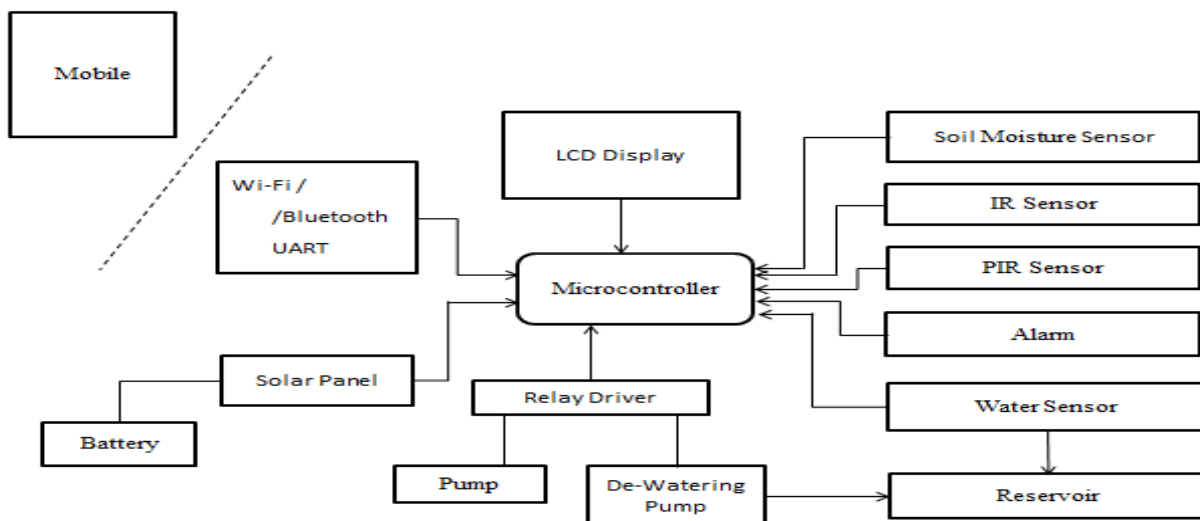 Mobile
LCD Display
Soil Moisture Sensor
Wi-Fi /
/Bluetooth
UART
IR Sensor
PIR Sensor
Microcontroller
Alarm
Solar Panel
Relay Driver
Water Sensor
Battery
Pump
De-Watering
Pump
Reservoir